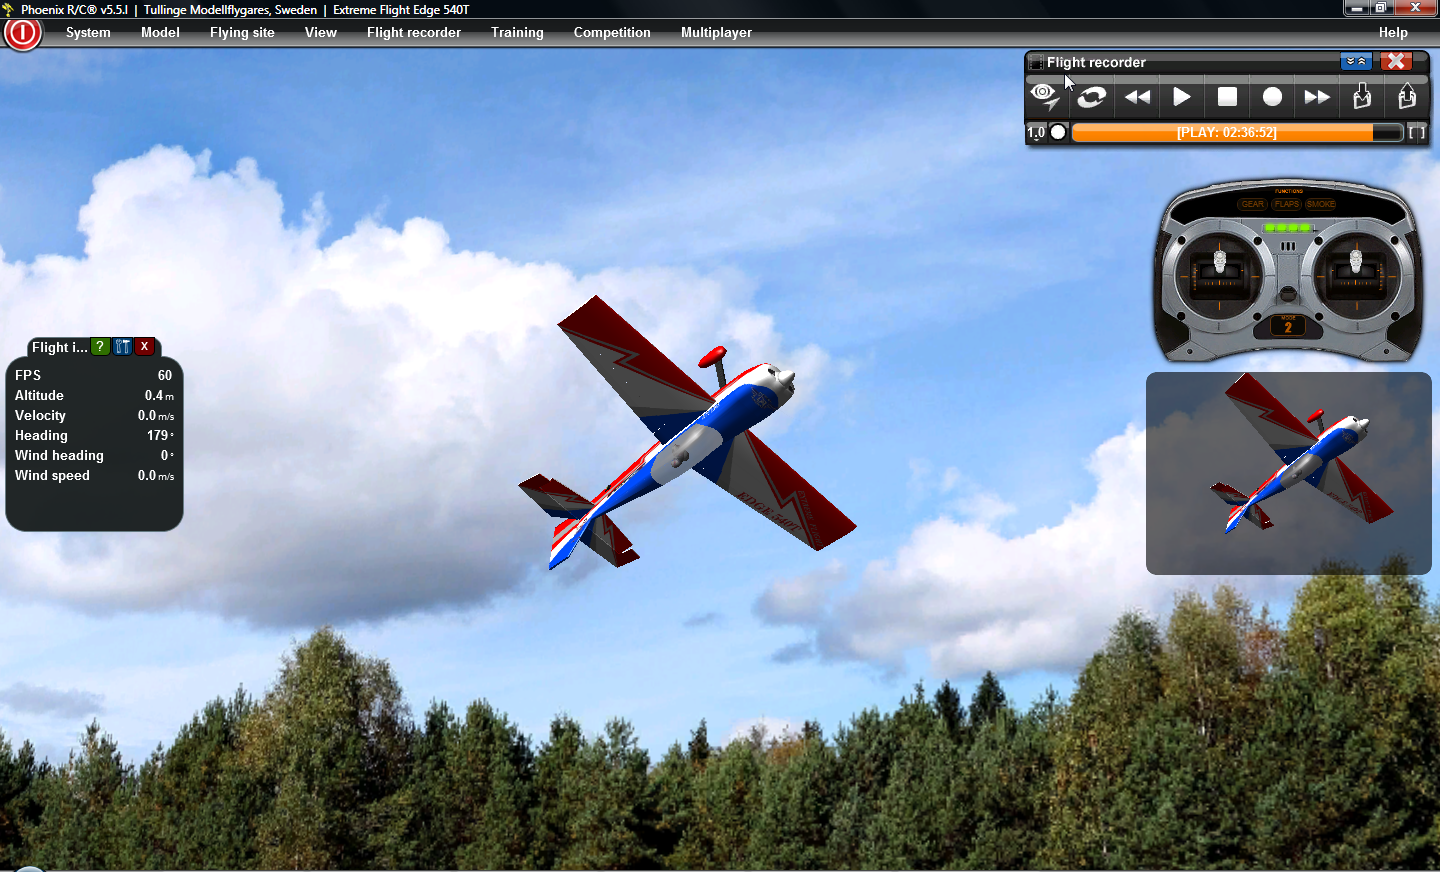 Phoenix R/C® v5.5.l | Tullinge Modellflygares, Sweden | Extreme Flight Edge 540T
System Model Flying site View Flight recorder Training Competition Multiplayer Help
Flight recorder
1.0 [PLAY: 02:36:52] [ ]
FUNCTIONS
GEAR FLAPS SMOKE
MODE
2
Flight i... ? X
FPS 60
Altitude 0.4 m
Velocity 0.0 m/s
Heading 179 °
Wind heading 0 °
Wind speed 0.0 m/s
EDGE 540T